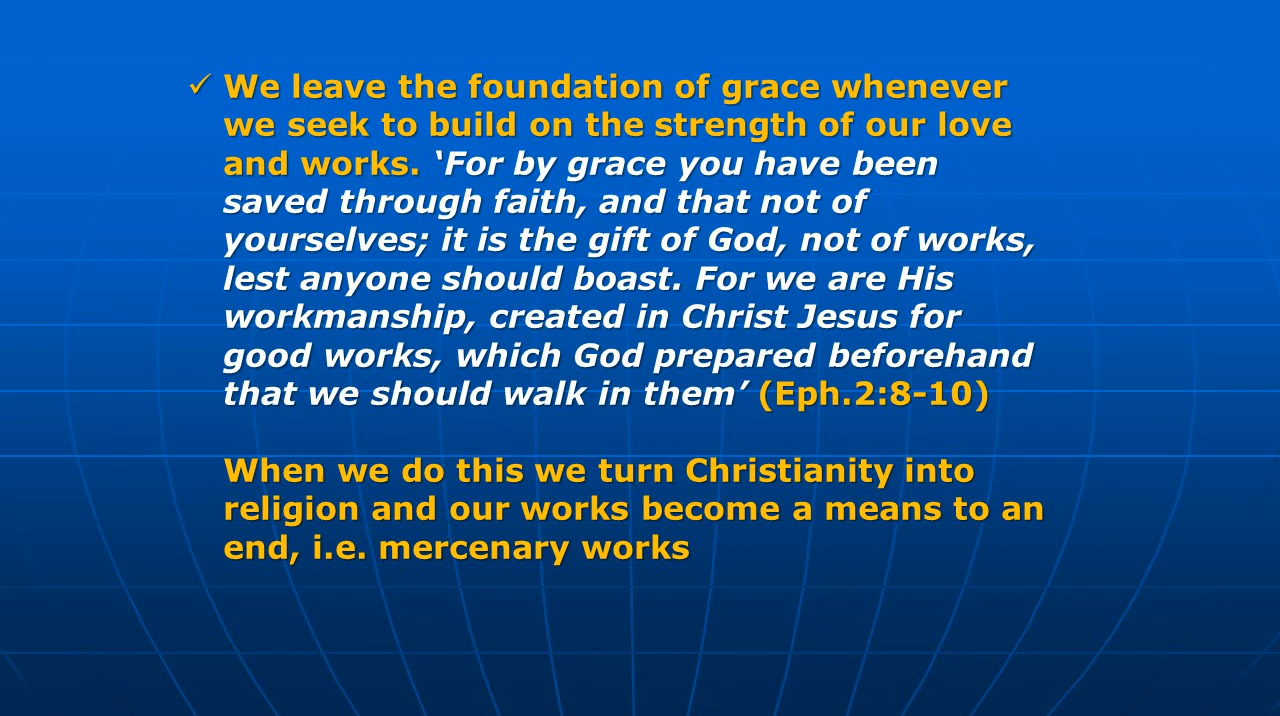 ✓ We leave the foundation of grace whenever
we seek to build on the strength of our love
and works. ‘For by grace you have been
saved through faith, and that not of
yourselves; it is the gift of God, not of works,
lest anyone should boast. For we are His
workmanship, created in Christ Jesus for
good works, which God prepared beforehand
that we should walk in them’ (Eph.2:8-10)
When we do this we turn Christianity into
religion and our works become a means to an
end, i.e. mercenary works